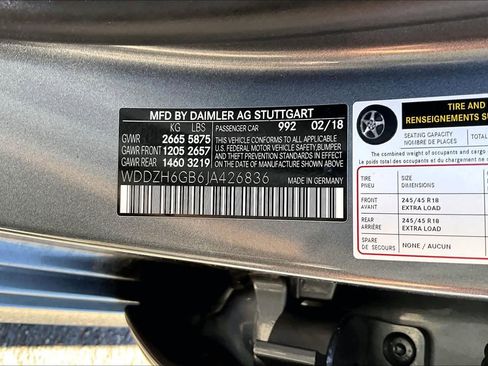 MFD BY DAIMLER AG STUTTGART
KG LBS PASSENGER CAR 992 02/18
GVWR 2665 5875 THIS VEHICLE CONFORMS TO ALL APPLICABLE
GAWR FRONT 1205 2657 U.S. FEDERAL MOTOR VEHICLE SAFETY, BUMPER
GAWR REAR 1460 3219 AND THEFT PREVENTION STANDARDS IN EFFECT
ON THE DATE OF MANUFACTURE SHOWN ABOVE
WDDZH6GB6JA426836 MADE IN GERMANY
TIRE AND
RENSEIGNEMENTS SU
SEATING CAPACITY
NOMBRE DE PLACES
The combined weight of occupants and
Le poids total des occupants et du
TIRE SIZE
PNEU DIMENSIONS
FRONT 245/45 R18
AVANT EXTRA LOAD
REAR 245/45 R18
ARRIÈRE EXTRA LOAD
SPARE NONE / AUCUN
DE SECOURS